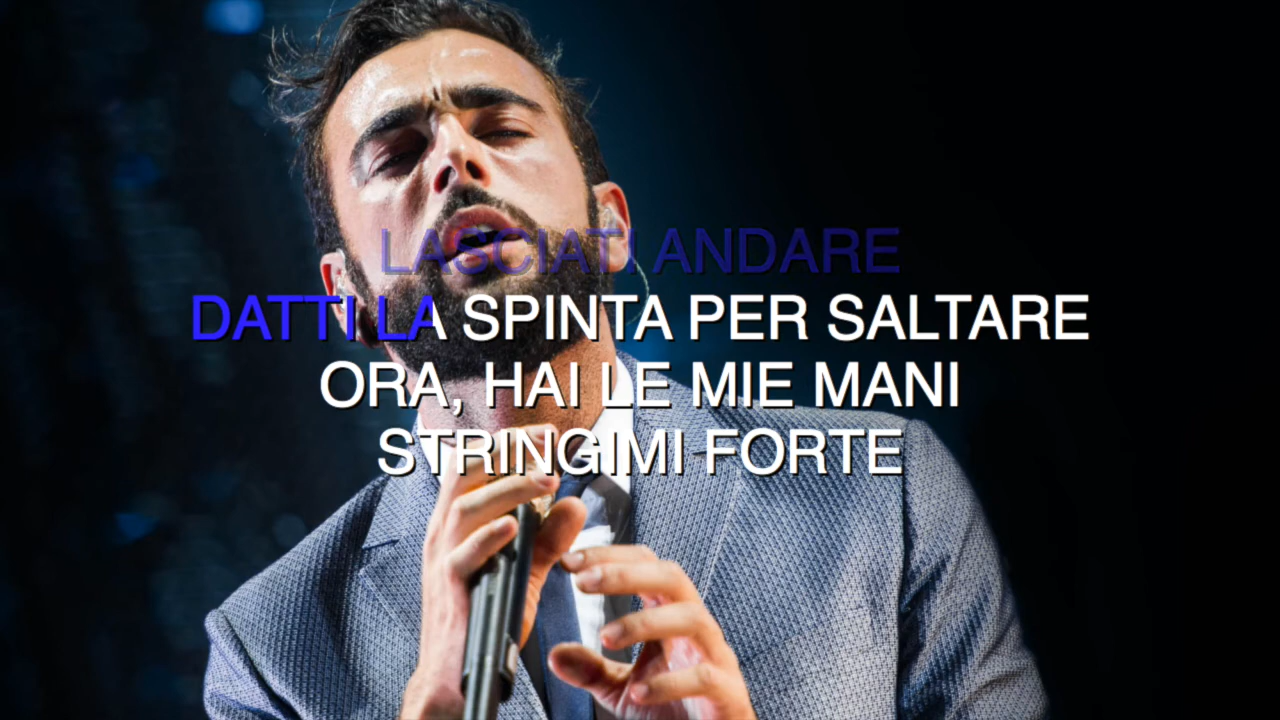 LASCIATI ANDARE
DATTI LA SPINTA PER SALTARE
ORA, HAI LE MIE MANI
STRINGIMI FORTE